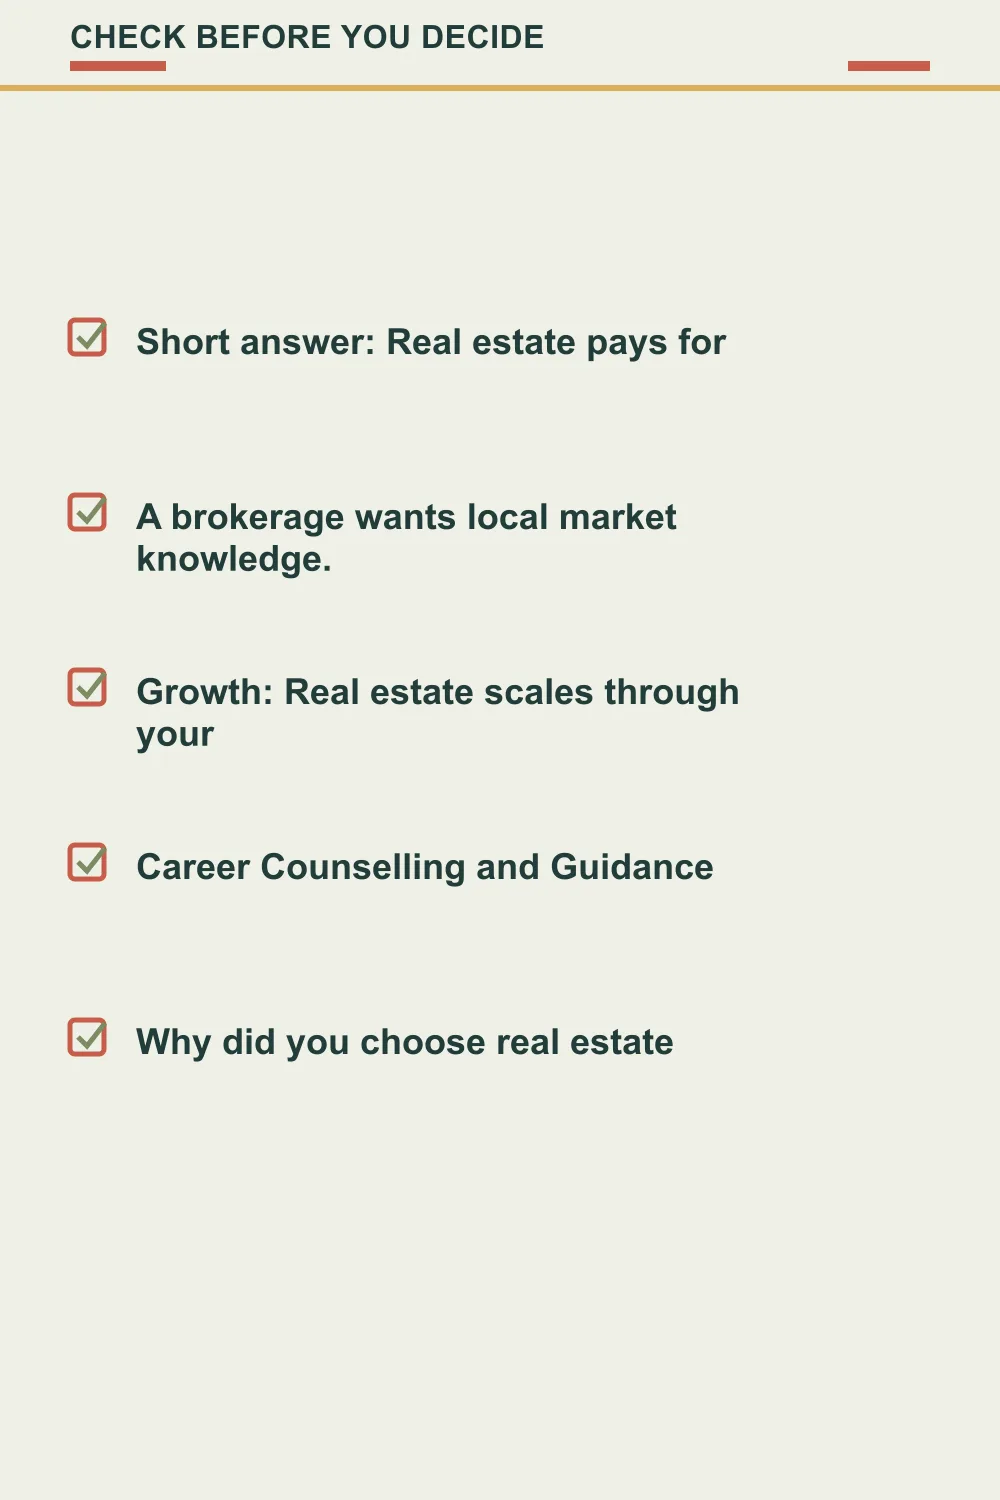 CHECK BEFORE YOU DECIDE
Short answer: Real estate pays for
A brokerage wants local market
knowledge.
Growth: Real estate scales through
your
Career Counselling and Guidance
Why did you choose real estate